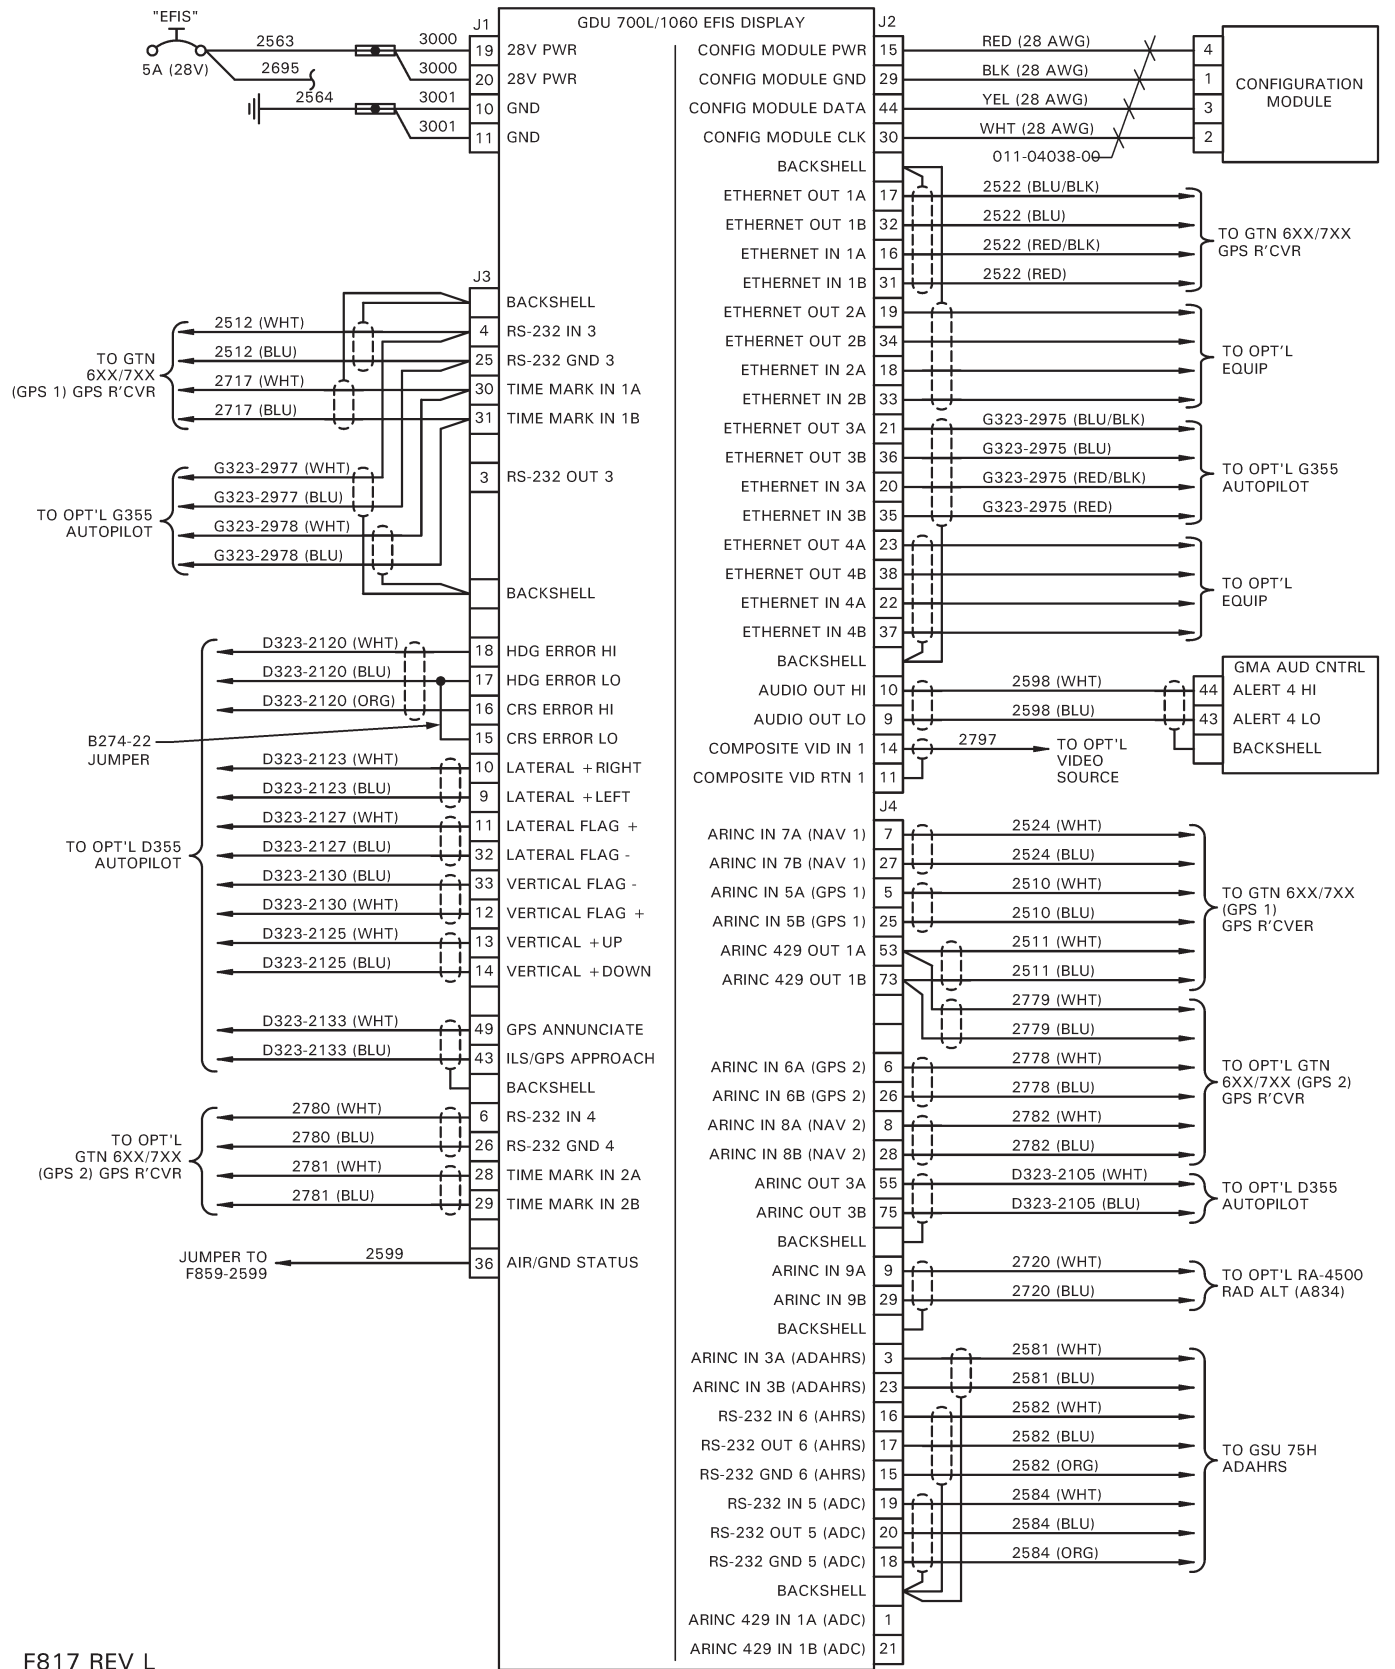 "EFIS"
5A (28V)
2563
2695
2564
3000
3000
3001
3001
GDU 700L/1060 EFIS DISPLAY
J1
19 28V PWR
20 28V PWR
10 GND
11 GND
J3
BACKSHELL
2512 (WHT) 4 RS-232 IN 3
2512 (BLU) 25 RS-232 GND 3
2717 (WHT) 30 TIME MARK IN 1A
2717 (BLU) 31 TIME MARK IN 1B
TO GTN
6XX/7XX
(GPS 1) GPS R'CVR
3 RS-232 OUT 3
G323-2977 (WHT)
G323-2977 (BLU)
G323-2978 (WHT)
G323-2978 (BLU)
TO OPT'L G355
AUTOPILOT
BACKSHELL
D323-2120 (WHT) 18 HDG ERROR HI
D323-2120 (BLU) 17 HDG ERROR LO
D323-2120 (ORG) 16 CRS ERROR HI
15 CRS ERROR LO
B274-22
JUMPER
D323-2123 (WHT) 10 LATERAL +RIGHT
D323-2123 (BLU) 9 LATERAL +LEFT
D323-2127 (WHT) 11 LATERAL FLAG +
D323-2127 (BLU) 32 LATERAL FLAG -
D323-2130 (BLU) 33 VERTICAL FLAG -
D323-2130 (WHT) 12 VERTICAL FLAG +
D323-2125 (WHT) 13 VERTICAL +UP
D323-2125 (BLU) 14 VERTICAL +DOWN
TO OPT'L D355
AUTOPILOT
D323-2133 (WHT) 49 GPS ANNUNCIATE
D323-2133 (BLU) 43 ILS/GPS APPROACH
BACKSHELL
2780 (WHT) 6 RS-232 IN 4
2780 (BLU) 26 RS-232 GND 4
2781 (WHT) 28 TIME MARK IN 2A
2781 (BLU) 29 TIME MARK IN 2B
TO OPT'L
GTN 6XX/7XX
(GPS 2) GPS R'CVR
JUMPER TO
F859-2599
2599 36 AIR/GND STATUS
J2
CONFIG MODULE PWR 15 RED (28 AWG) 4
CONFIG MODULE GND 29 BLK (28 AWG) 1
CONFIG MODULE DATA 44 YEL (28 AWG) 3
CONFIG MODULE CLK 30 WHT (28 AWG) 2
CONFIGURATION
MODULE
011-04038-00
BACKSHELL
ETHERNET OUT 1A 17 2522 (BLU/BLK)
ETHERNET OUT 1B 32 2522 (BLU)
ETHERNET IN 1A 16 2522 (RED/BLK)
ETHERNET IN 1B 31 2522 (RED)
TO GTN 6XX/7XX
GPS R'CVR
ETHERNET OUT 2A 19
ETHERNET OUT 2B 34
ETHERNET IN 2A 18
ETHERNET IN 2B 33
TO OPT'L
EQUIP
ETHERNET OUT 3A 21 G323-2975 (BLU/BLK)
ETHERNET OUT 3B 36 G323-2975 (BLU)
ETHERNET IN 3A 20 G323-2975 (RED/BLK)
ETHERNET IN 3B 35 G323-2975 (RED)
TO OPT'L G355
AUTOPILOT
ETHERNET OUT 4A 23
ETHERNET OUT 4B 38
ETHERNET IN 4A 22
ETHERNET IN 4B 37
TO OPT'L
EQUIP
BACKSHELL
GMA AUD CNTRL
AUDIO OUT HI 10 2598 (WHT) 44 ALERT 4 HI
AUDIO OUT LO 9 2598 (BLU) 43 ALERT 4 LO
BACKSHELL
COMPOSITE VID IN 1 14 2797
COMPOSITE VID RTN 1 11
TO OPT'L
VIDEO
SOURCE
J4
ARINC IN 7A (NAV 1) 7 2524 (WHT)
ARINC IN 7B (NAV 1) 27 2524 (BLU)
ARINC IN 5A (GPS 1) 5 2510 (WHT)
ARINC IN 5B (GPS 1) 25 2510 (BLU)
ARINC 429 OUT 1A 53 2511 (WHT)
ARINC 429 OUT 1B 73 2511 (BLU)
TO GTN 6XX/7XX
(GPS 1)
GPS R'CVER
2779 (WHT)
2779 (BLU)
ARINC IN 6A (GPS 2) 6 2778 (WHT)
ARINC IN 6B (GPS 2) 26 2778 (BLU)
ARINC IN 8A (NAV 2) 8 2782 (WHT)
ARINC IN 8B (NAV 2) 28 2782 (BLU)
TO OPT'L GTN
6XX/7XX (GPS 2)
GPS R'CVR
ARINC OUT 3A 55 D323-2105 (WHT)
ARINC OUT 3B 75 D323-2105 (BLU)
TO OPT'L D355
AUTOPILOT
BACKSHELL
ARINC IN 9A 9 2720 (WHT)
ARINC IN 9B 29 2720 (BLU)
TO OPT'L RA-4500
RAD ALT (A834)
BACKSHELL
ARINC IN 3A (ADAHRS) 3 2581 (WHT)
ARINC IN 3B (ADAHRS) 23 2581 (BLU)
RS-232 IN 6 (AHRS) 16 2582 (WHT)
RS-232 OUT 6 (AHRS) 17 2582 (BLU)
RS-232 GND 6 (AHRS) 15 2582 (ORG)
RS-232 IN 5 (ADC) 19 2584 (WHT)
RS-232 OUT 5 (ADC) 20 2584 (BLU)
RS-232 GND 5 (ADC) 18 2584 (ORG)
TO GSU 75H
ADAHRS
BACKSHELL
ARINC 429 IN 1A (ADC) 1
ARINC 429 IN 1B (ADC) 21
F817 REV L